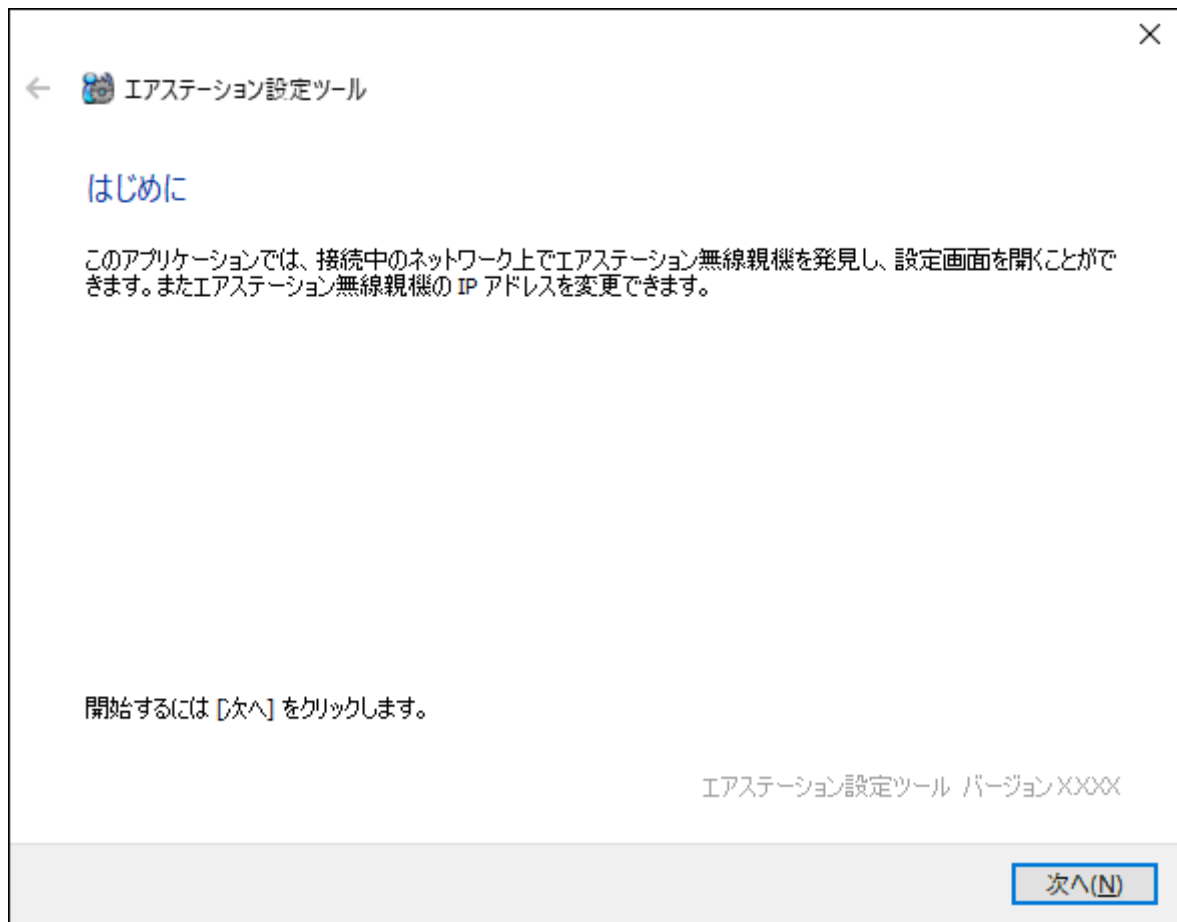 エアステーション設定ツール
はじめに
このアプリケーションでは、接続中のネットワーク上でエアステーション無線親機を発見し、設定画面を開くことがで
きます。またエアステーション無線親機の IP アドレスを変更できます。
開始するには [次へ] をクリックします。
エアステーション設定ツール バージョン XXXX
次へ(N)